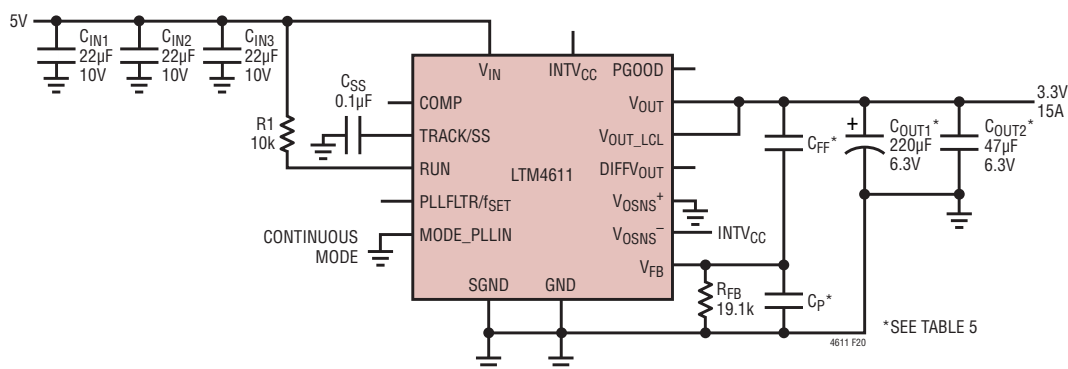 5V
CIN1
22µF
10V
CIN2
22µF
10V
CIN3
22µF
10V
R1
10k
CSS
0.1µF
CONTINUOUS
MODE
VIN
INTVCC
PGOOD
COMP
TRACK/SS
RUN
PLLFLTR/fSET
MODE_PLLIN
LTM4611
VOUT
VOUT_LCL
DIFFVOUT
VOSNS+
VOSNS–
VFB
SGND
GND
INTVCC
RFB
19.1k
CFF*
CP*
COUT1*
220µF
6.3V
+
COUT2*
47µF
6.3V
3.3V
15A
*SEE TABLE 5
4611 F20